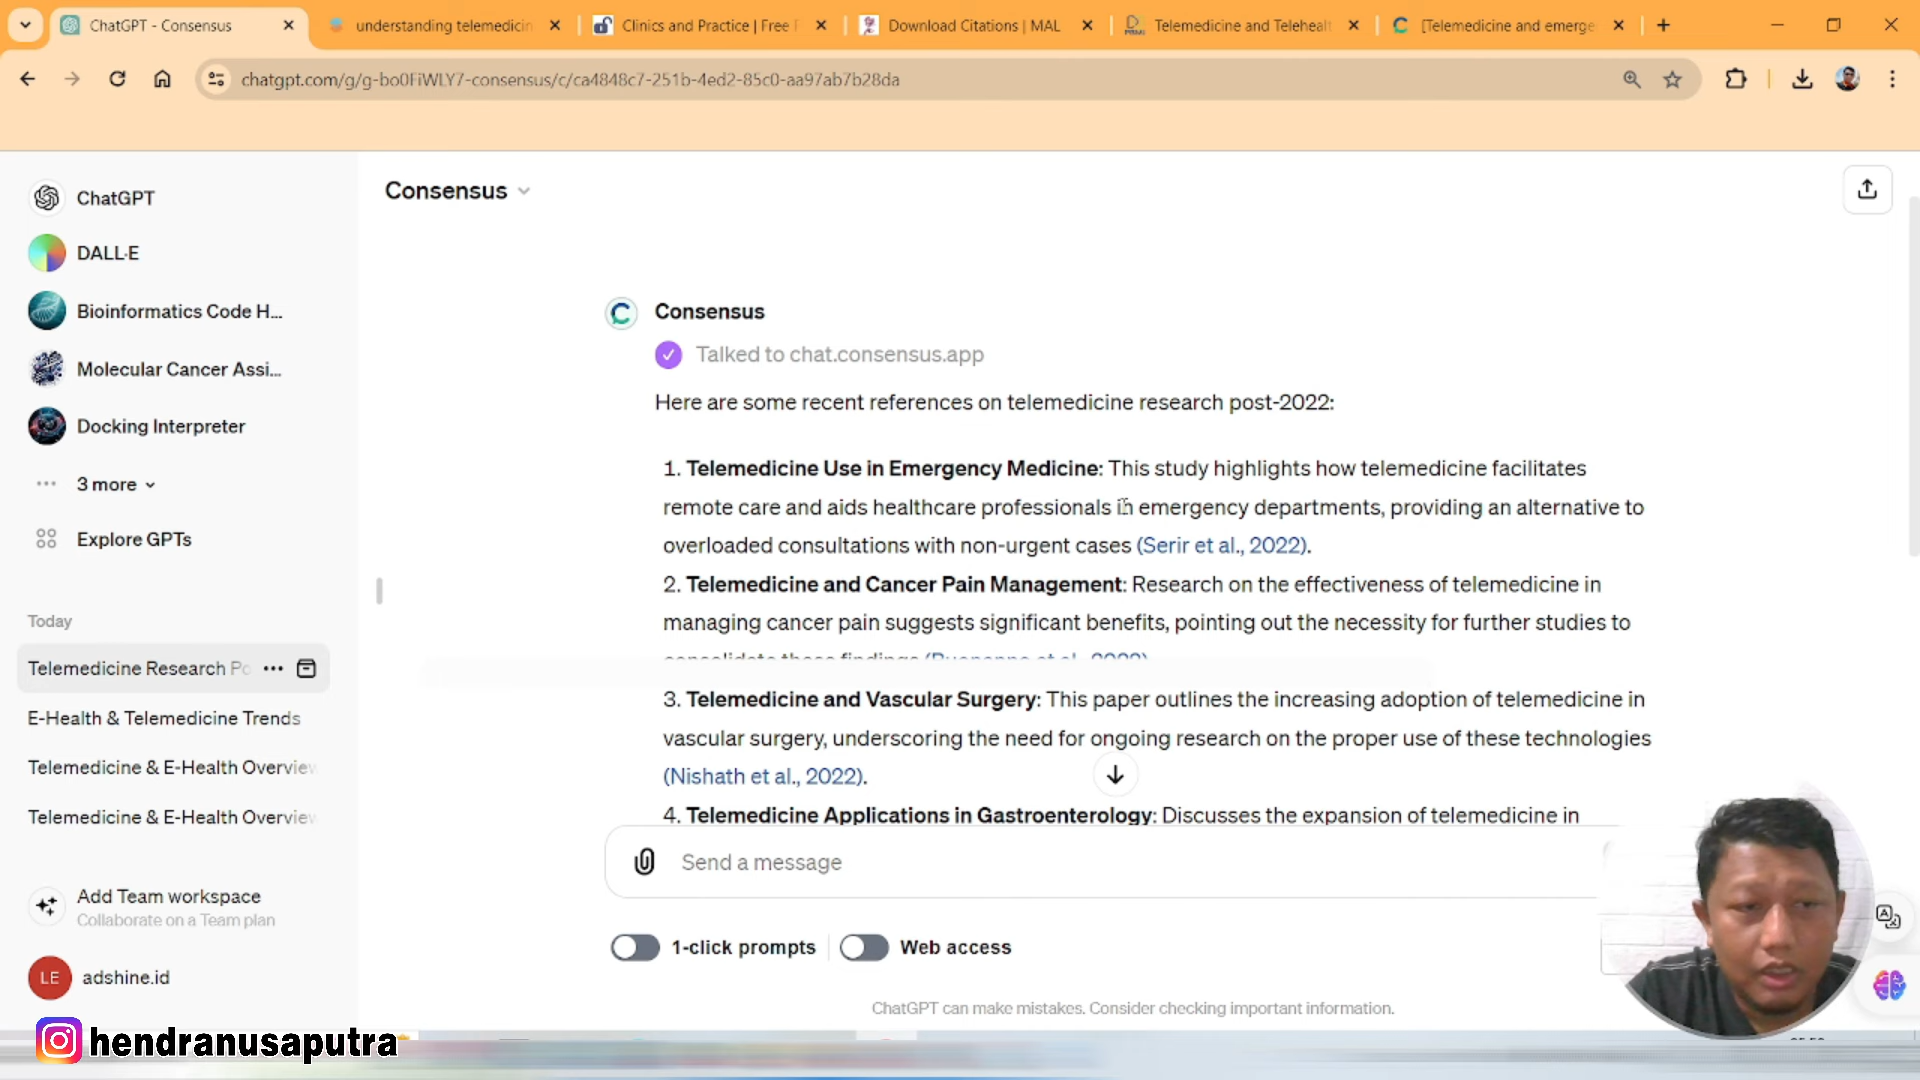 ChatGPT - Consensus
understanding telemedicin
Clinics and Practice | Free
Download Citations | MAL
Telemedicine and Telehealt
[Telemedicine and emerge
chatgpt.com/g/g-bo0FiWLY7-consensus/c/ca4848c7-251b-4ed2-85c0-aa97ab7b28da
ChatGPT
DALL·E
Bioinformatics Code H...
Molecular Cancer Assi...
Docking Interpreter
3 more
Explore GPTs
Today
Telemedicine Research Po
E-Health & Telemedicine Trends
Telemedicine & E-Health Overview
Telemedicine & E-Health Overview
Add Team workspace
Collaborate on a Team plan
LE adshine.id
hendranusaputra
Consensus
Consensus
Talked to chat.consensus.app
Here are some recent references on telemedicine research post-2022:
1. Telemedicine Use in Emergency Medicine: This study highlights how telemedicine facilitates
remote care and aids healthcare professionals in emergency departments, providing an alternative to
overloaded consultations with non-urgent cases (Serir et al., 2022).
2. Telemedicine and Cancer Pain Management: Research on the effectiveness of telemedicine in
managing cancer pain suggests significant benefits, pointing out the necessity for further studies to
3. Telemedicine and Vascular Surgery: This paper outlines the increasing adoption of telemedicine in
vascular surgery, underscoring the need for ongoing research on the proper use of these technologies
(Nishath et al., 2022).
4. Telemedicine Applications in Gastroenterology: Discusses the expansion of telemedicine in
Send a message
1-click prompts
Web access
ChatGPT can make mistakes. Consider checking important information.